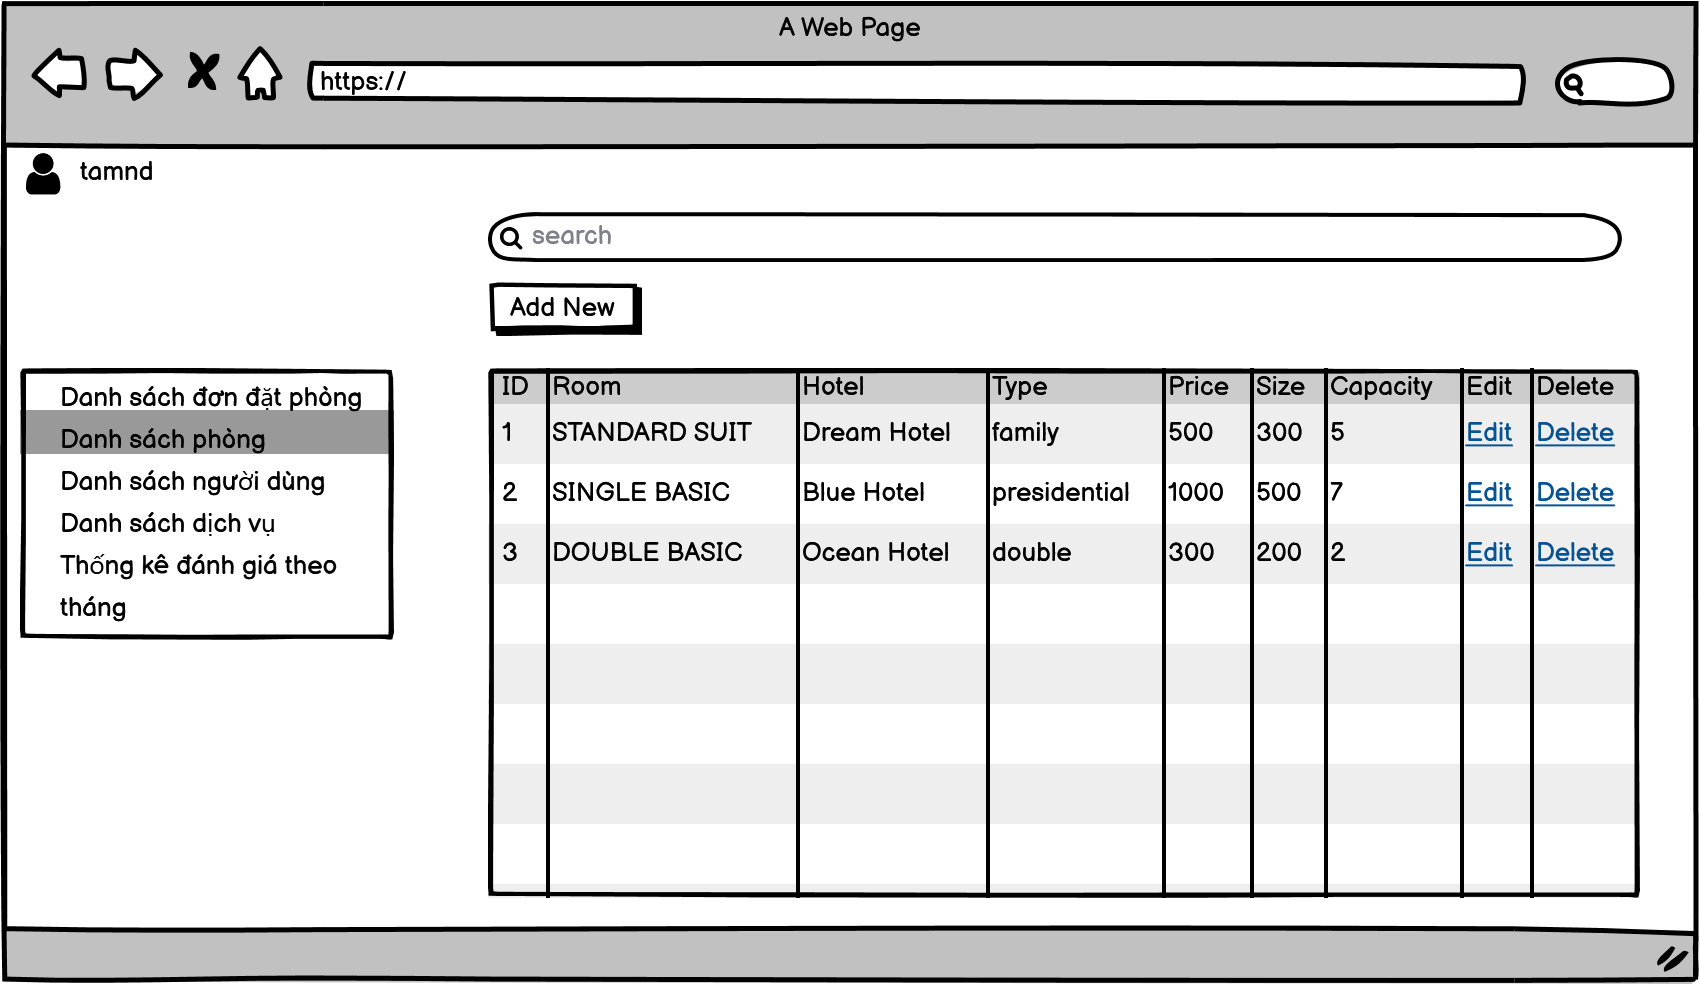 A Web Page
https://
tamnd
search
Add New
Danh sách đơn đặt phòng
Danh sách phòng
Danh sách người dùng
Danh sách dịch vụ
Thống kê đánh giá theo
tháng
ID Room Hotel Type Price Size Capacity Edit Delete
1 STANDARD SUIT Dream Hotel family 500 300 5 Edit Delete
2 SINGLE BASIC Blue Hotel presidential 1000 500 7 Edit Delete
3 DOUBLE BASIC Ocean Hotel double 300 200 2 Edit Delete